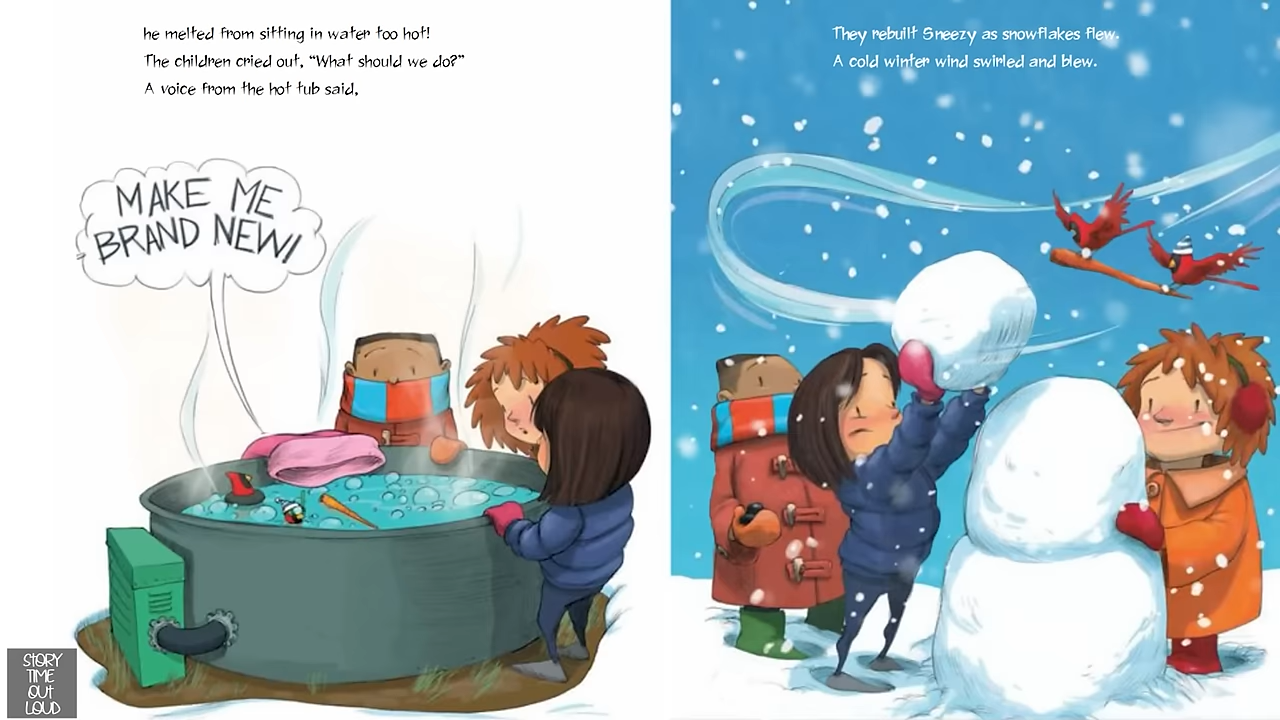 he melted from sitting in water too hot!
The children cried out, “What should we do?”
A voice from the hot tub said,
MAKE ME
BRAND NEW!
They rebuilt Sneezy as snowflakes flew.
A cold winter wind swirled and blew.
STORY
TIME
OUT
LOUD